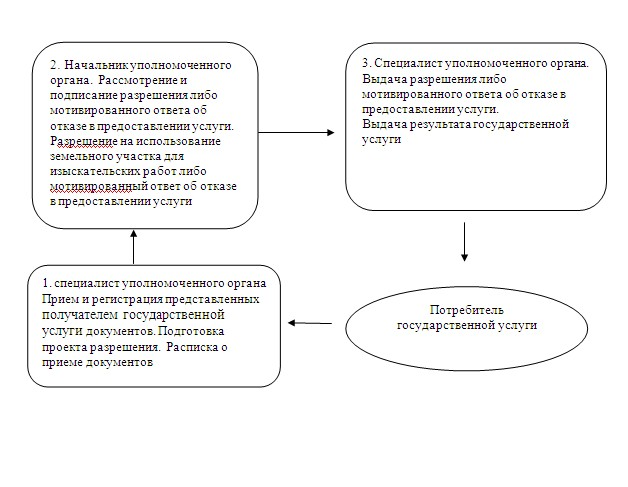 2. Начальник уполномоченного
органа. Рассмотрение и
подписание разрешения либо
мотивированного ответа об
отказе в предоставлении услуги.
Разрешение на использование
земельного участка для
изыскательских работ либо
мотивированный ответ об отказе
в предоставлении услуги
3. Специалист уполномоченного органа.
Выдача разрешения либо
мотивированного ответа об отказе в
предоставлении услуги.
Выдача результата государственной
услуги
1. специалист уполномоченного органа
Прием и регистрация представленных
получателем государственной
услуги документов. Подготовка
проекта разрешения. Расписка о
приеме документов
Потребитель
государственной услуги